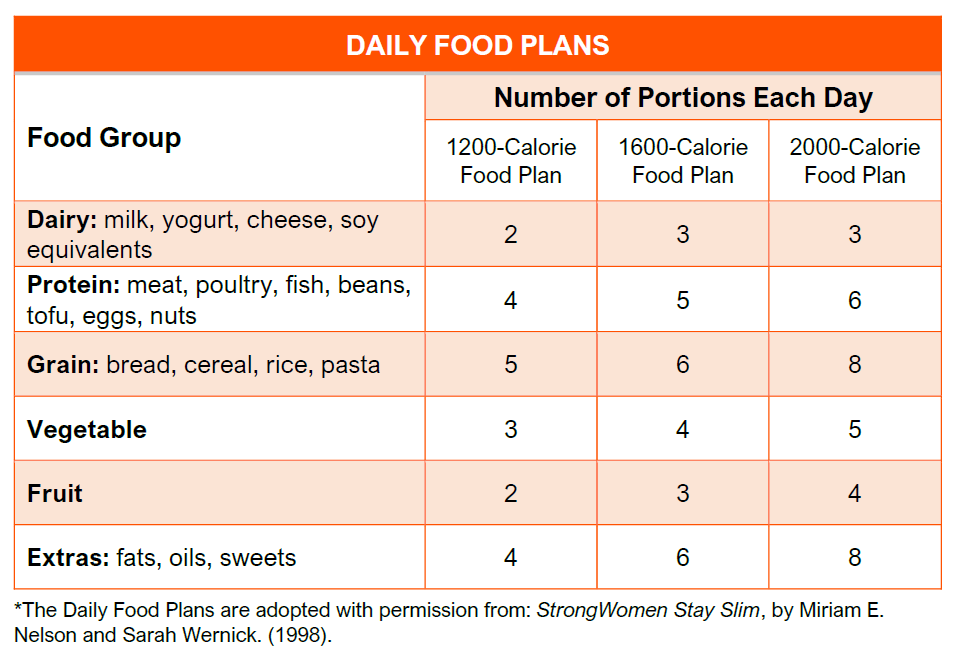 DAILY FOOD PLANS
Food Group
Number of Portions Each Day
1200-Calorie
Food Plan
1600-Calorie
Food Plan
2000-Calorie
Food Plan
Dairy: milk, yogurt, cheese, soy
equivalents
2
3
3
Protein: meat, poultry, fish, beans,
tofu, eggs, nuts
4
5
6
Grain: bread, cereal, rice, pasta
5
6
8
Vegetable
3
4
5
Fruit
2
3
4
Extras: fats, oils, sweets
4
6
8
*The Daily Food Plans are adopted with permission from: StrongWomen Stay Slim, by Miriam E.
Nelson and Sarah Wernick. (1998).